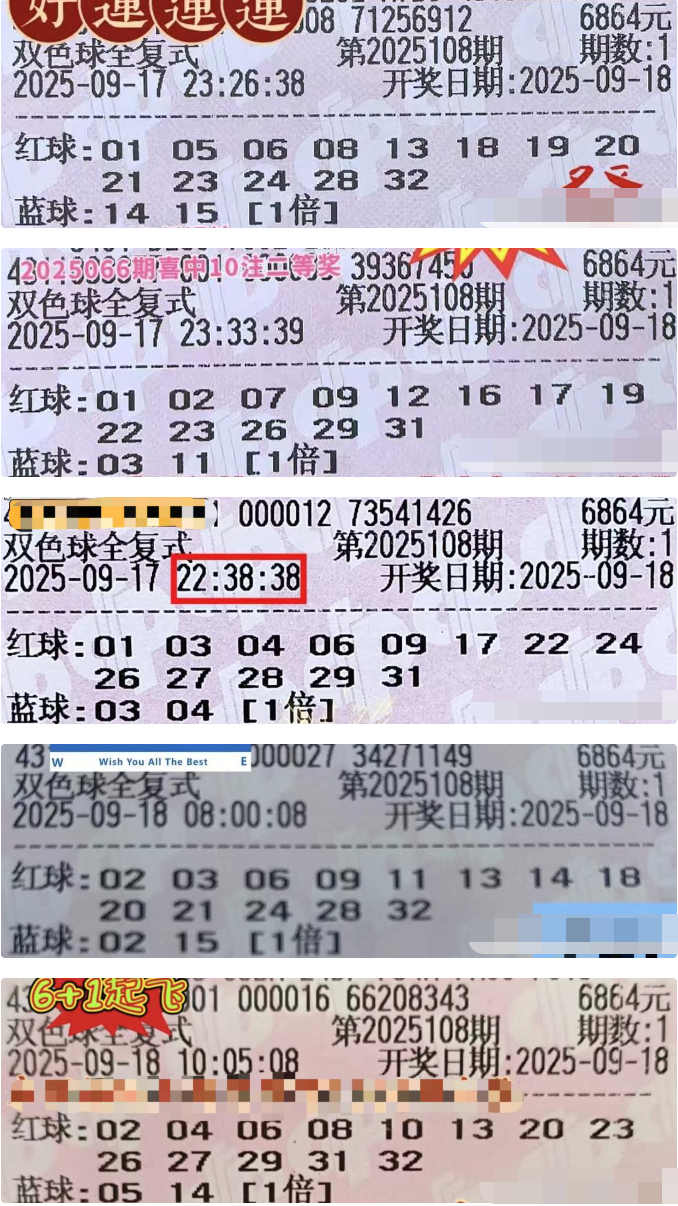 好運運運
008 71256912 6864元
双色球全复式 第2025108期 期数:1
2025-09-17 23:26:38 开奖日期:2025-09-18
红球:01 05 06 08 13 18 19 20
21 23 24 28 32
蓝球:14 15 [1倍]
2025066期喜中10注二等奖 39367456 6864元
双色球全复式 第2025108期 期数:1
2025-09-17 23:33:39 开奖日期:2025-09-18
红球:01 02 07 09 12 16 17 19
22 23 26 29 31
蓝球:03 11 [1倍]
000012 73541426 6864元
双色球全复式 第2025108期 期数:1
2025-09-17 22:38:38 开奖日期:2025-09-18
红球:01 03 04 06 09 17 22 24
26 27 28 29 31
蓝球:03 04 [1倍]
43 W Wish You All The Best E 000027 34271149 6864元
双色球全复式 第2025108期 期数:1
2025-09-18 08:00:08 开奖日期:2025-09-18
红球:02 03 06 09 11 13 14 18
20 21 24 28 32
蓝球:02 15 [1倍]
43 6+1起飞 01 000016 66208343 6864元
双色球全复式 第2025108期 期数:1
2025-09-18 10:05:08 开奖日期:2025-09-18
红球:02 04 06 08 10 13 20 23
26 27 29 31 32
蓝球:05 14 [1倍]